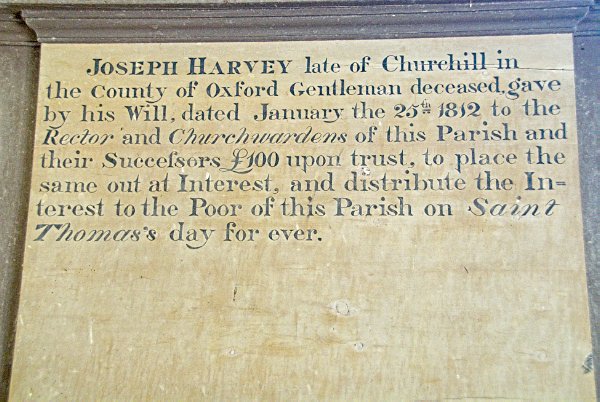 JOSEPH HARVEY late of Churchill in
the County of Oxford Gentleman deceased, gave
by his Will, dated January the 25th 1812 to the
Rector and Churchwardens of this Parish and
their Succeſsors £100 upon trust, to place the
same out at Interest, and distribute the In=
terest to the Poor of this Parish on Saint
Thomas's day for ever.